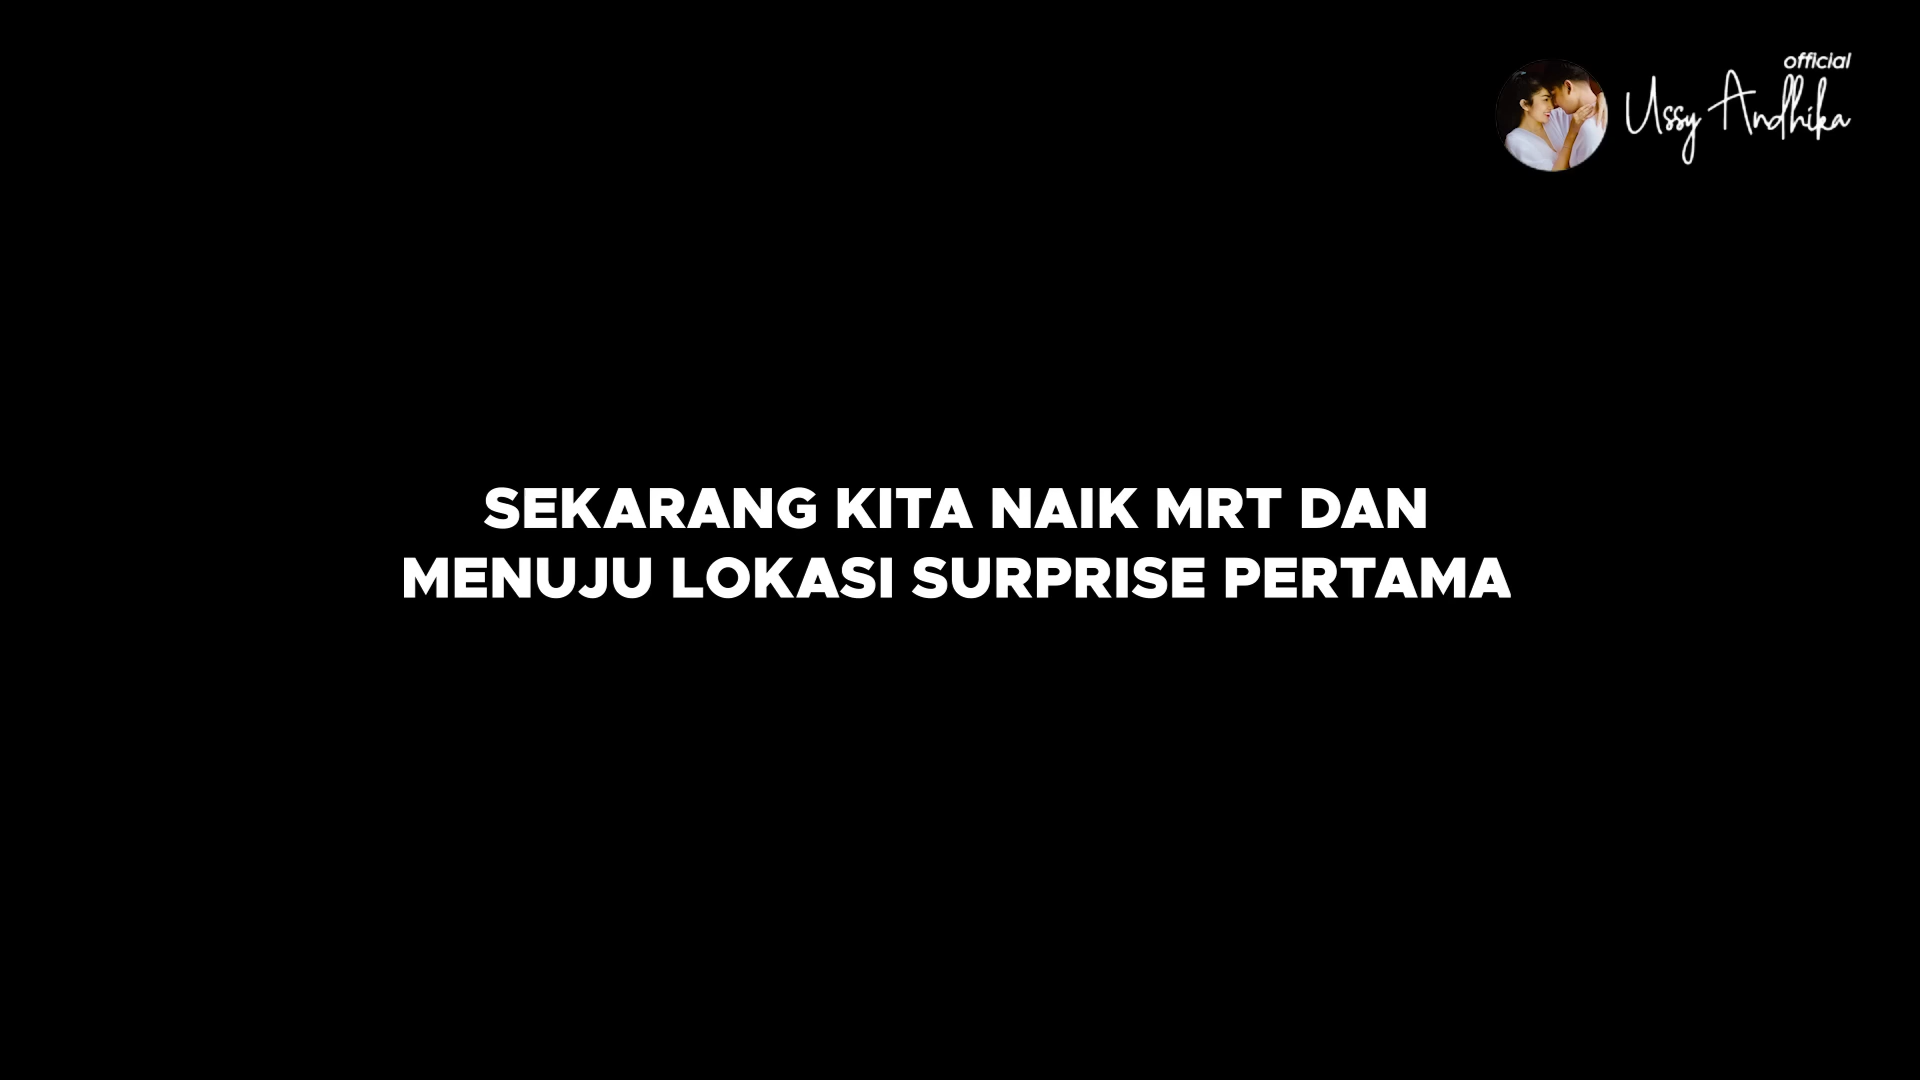 official
Ussy Andhika
SEKARANG KITA NAIK MRT DAN
MENUJU LOKASI SURPRISE PERTAMA